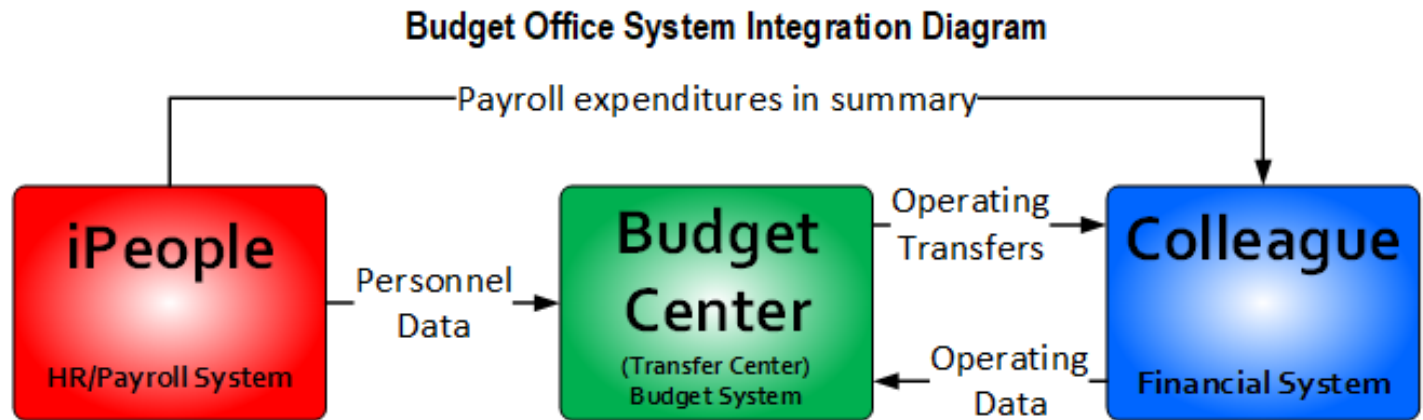 Budget Office System Integration Diagram
Payroll expenditures in summary
iPeople
HR/Payroll System
Personnel
Data
Budget
Center
(Transfer Center)
Budget System
Operating
Transfers
Operating
Data
Colleague
Financial System